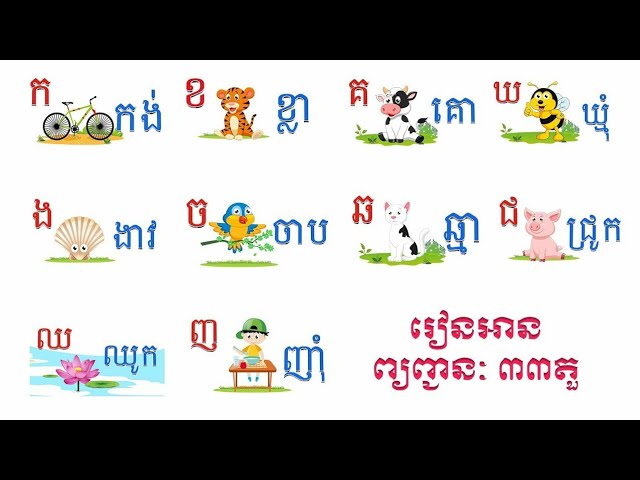 ក កង់
ខ ខ្លា
គ គោ
ឃ ឃ្មុំ
ង ងាវ
ច ចាប
ឆ ឆ្មា
ជ ជ្រូក
ឈ ឈូក
ញ ញ៉ាំ
រៀនអាន
ព្យញ្ជនៈ ៣៣តួ